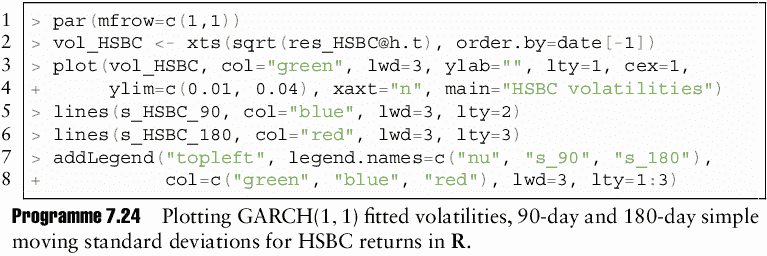 1 > par(mfrow=c(1,1))
2 > vol_HSBC <- xts(sqrt(res_HSBC@h.t), order.by=date[-1])
3 > plot(vol_HSBC, col="green", lwd=3, ylab="", lty=1, cex=1,
4 + ylim=c(0.01, 0.04), xaxt="n", main="HSBC volatilities")
5 > lines(s_HSBC_90, col="blue", lwd=3, lty=2)
6 > lines(s_HSBC_180, col="red", lwd=3, lty=3)
7 > addLegend("topleft", legend.names=c("nu", "s_90", "s_180"),
8 + col=c("green", "blue", "red"), lwd=3, lty=1:3)
Programme 7.24 Plotting GARCH(1, 1) fitted volatilities, 90-day and 180-day simple
moving standard deviations for HSBC returns in R.